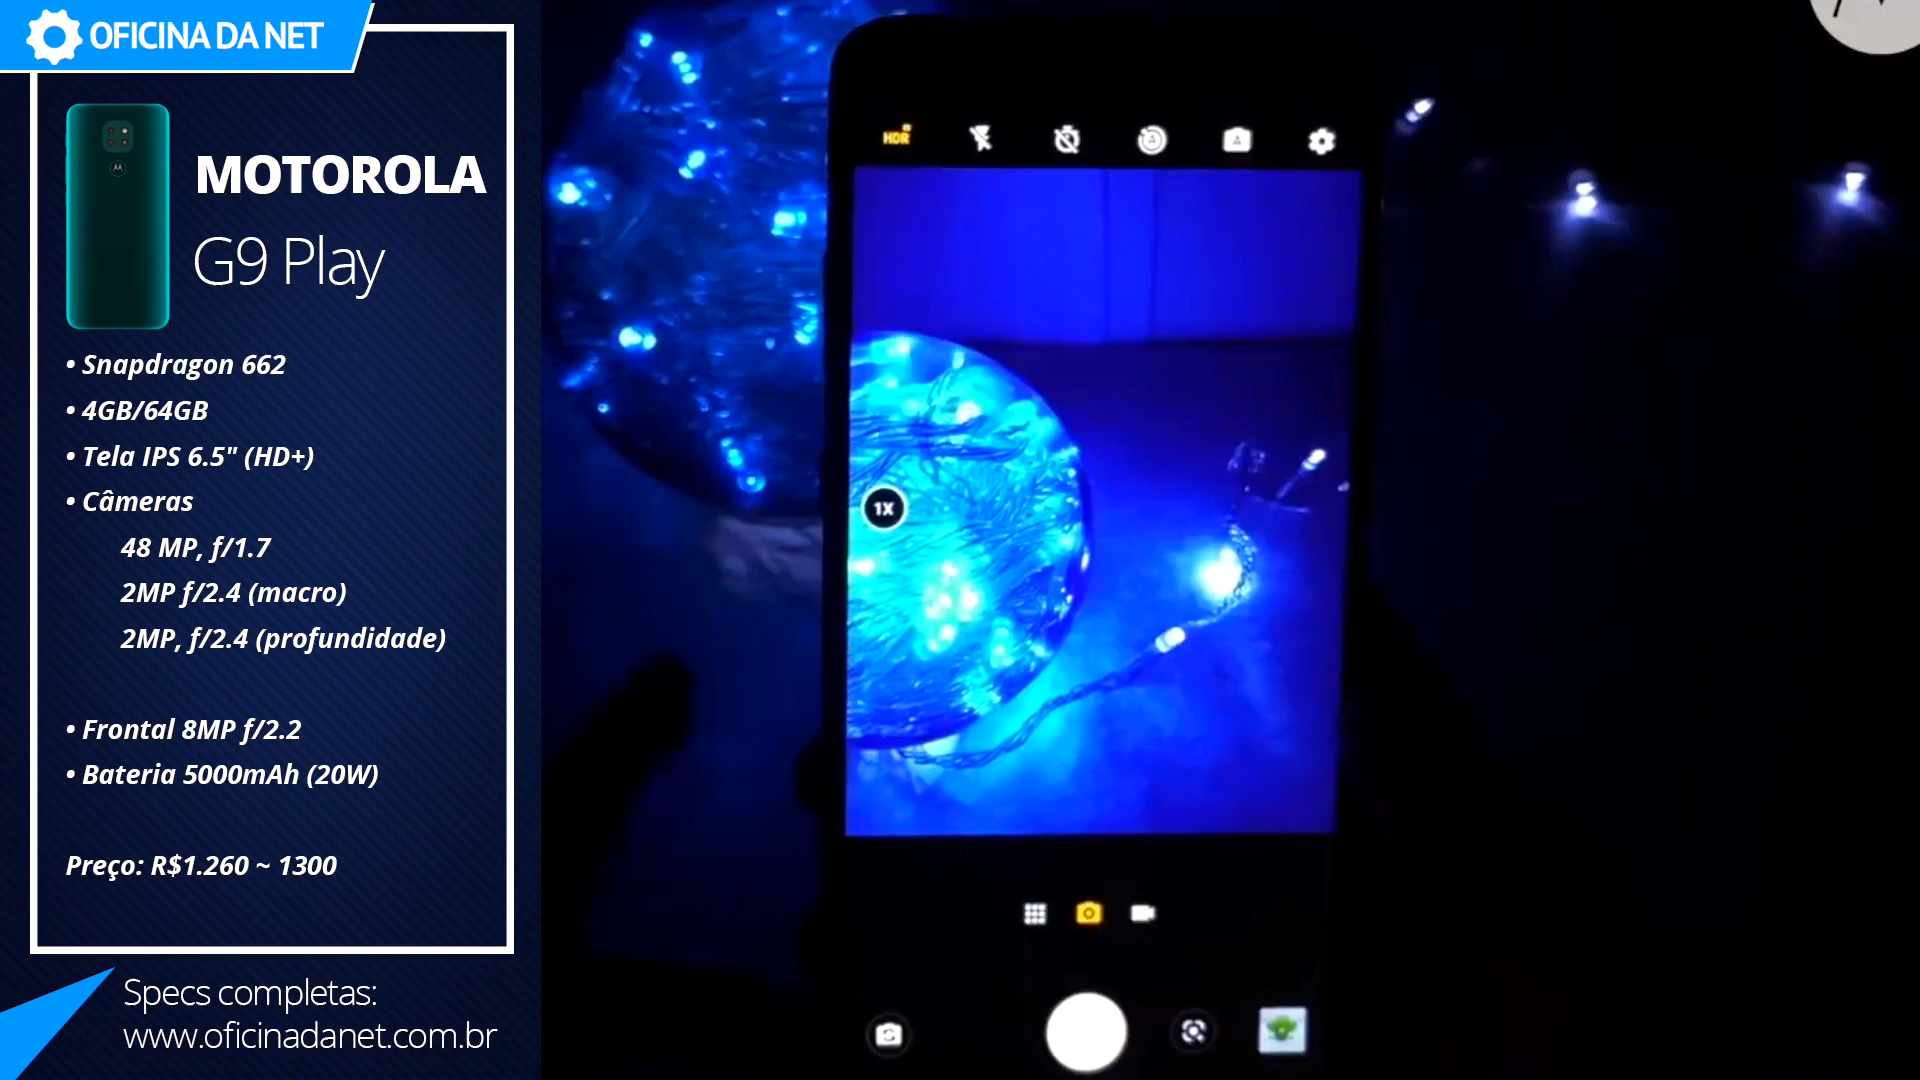 OFICINA DA NET
MOTOROLA
G9 Play
• Snapdragon 662
• 4GB/64GB
• Tela IPS 6.5" (HD+)
• Câmeras
48 MP, f/1.7
2MP f/2.4 (macro)
2MP, f/2.4 (profundidade)
• Frontal 8MP f/2.2
• Bateria 5000mAh (20W)
Preço: R$1.260 ~ 1300
Specs completas:
www.oficinadanet.com.br
HDR
1X